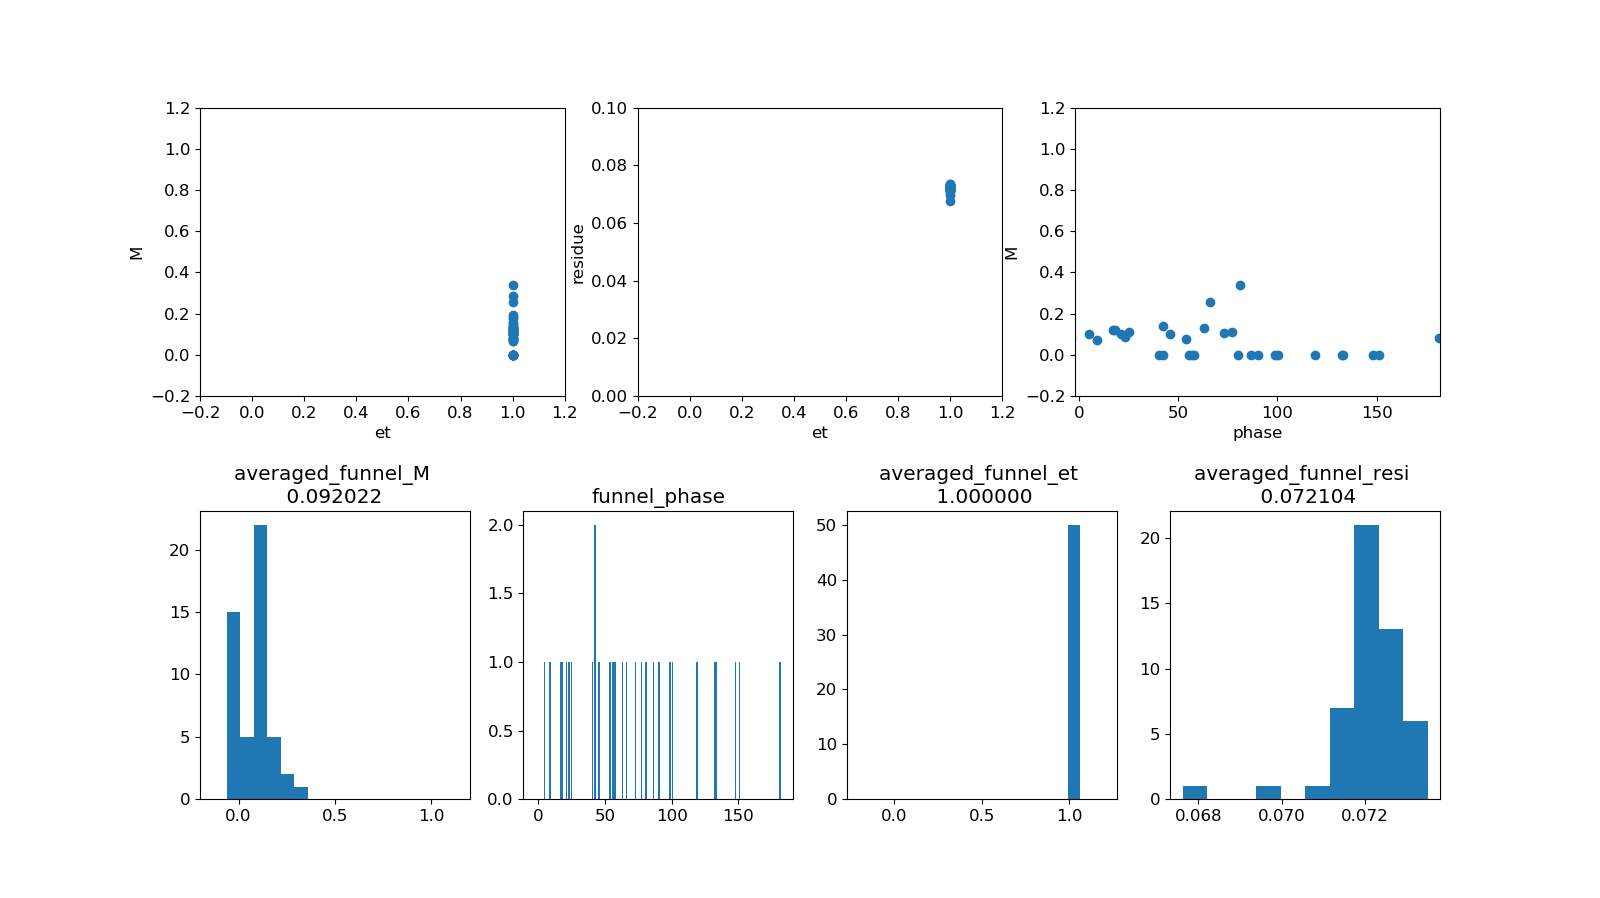 1.2
1.0
0.8
0.6
0.4
0.2
0.0
−0.2
M
−0.2 0.0 0.2 0.4 0.6 0.8 1.0 1.2
et
0.10
0.08
0.06
0.04
0.02
0.00
residue
−0.2 0.0 0.2 0.4 0.6 0.8 1.0 1.2
et
1.2
1.0
0.8
0.6
0.4
0.2
0.0
−0.2
M
0 50 100 150
phase
averaged_funnel_M
0.092022
20
15
10
5
0
0.0 0.5 1.0
funnel_phase
2.0
1.5
1.0
0.5
0.0
0 50 100 150
averaged_funnel_et
1.000000
50
40
30
20
10
0
0.0 0.5 1.0
averaged_funnel_resi
0.072104
20
15
10
5
0
0.068 0.070 0.072